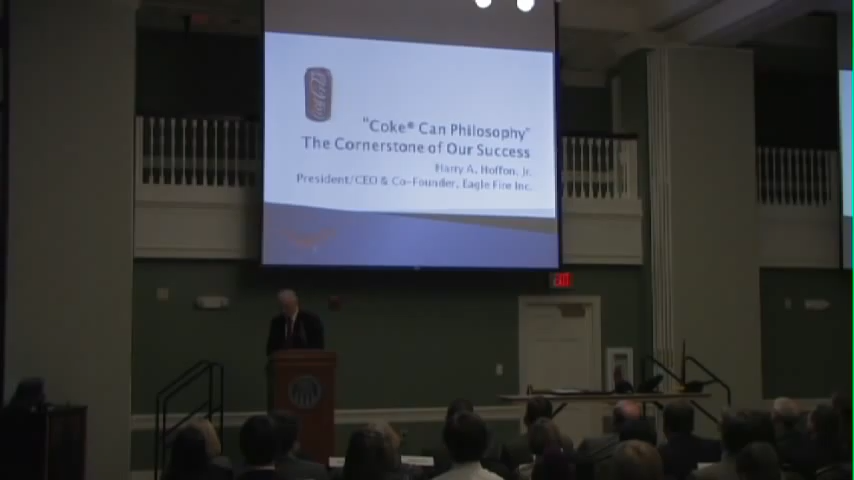 "Coke® Can Philosophy"
The Cornerstone of Our Success
Harry A. Hoffon, Jr.
President/CEO & Co-Founder, Eagle Fire Inc.
EXIT